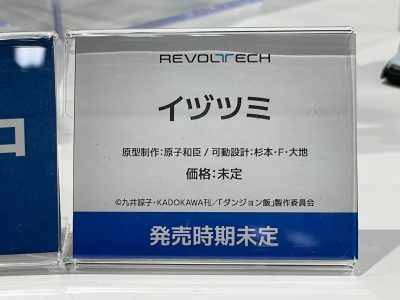 REVOLTECH
イヅツミ
原型制作：原子和臣 / 可動設計：杉本・F・大地
価格：未定
©九井諒子・KADOKAWA刊／「ダンジョン飯」製作委員会
発売時期未定
コ